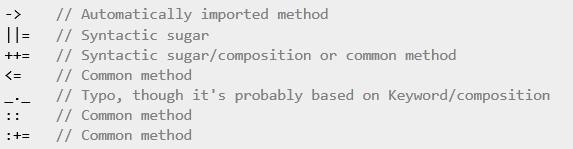 ->   // Automatically imported method
||=  // Syntactic sugar
++=  // Syntactic sugar/composition or common method
<=   // Common method
_._  // Typo, though it's probably based on Keyword/composition
::   // Common method
:+=  // Common method